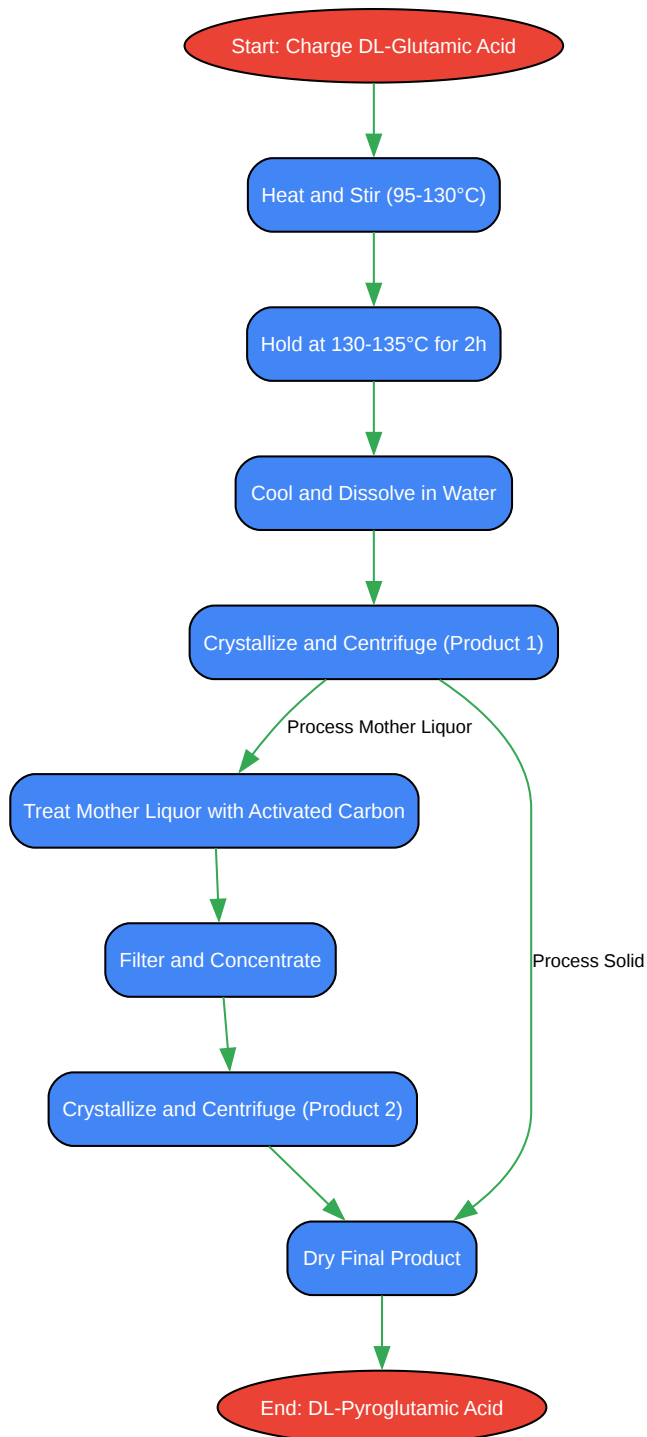 Start: Charge DL-Glutamic Acid
Heat and Stir (95-130°C)
Hold at 130-135°C for 2h
Cool and Dissolve in Water
Crystallize and Centrifuge (Product 1)
Process Mother Liquor
Treat Mother Liquor with Activated Carbon
Filter and Concentrate
Process Solid
Crystallize and Centrifuge (Product 2)
Dry Final Product
End: DL-Pyroglutamic Acid